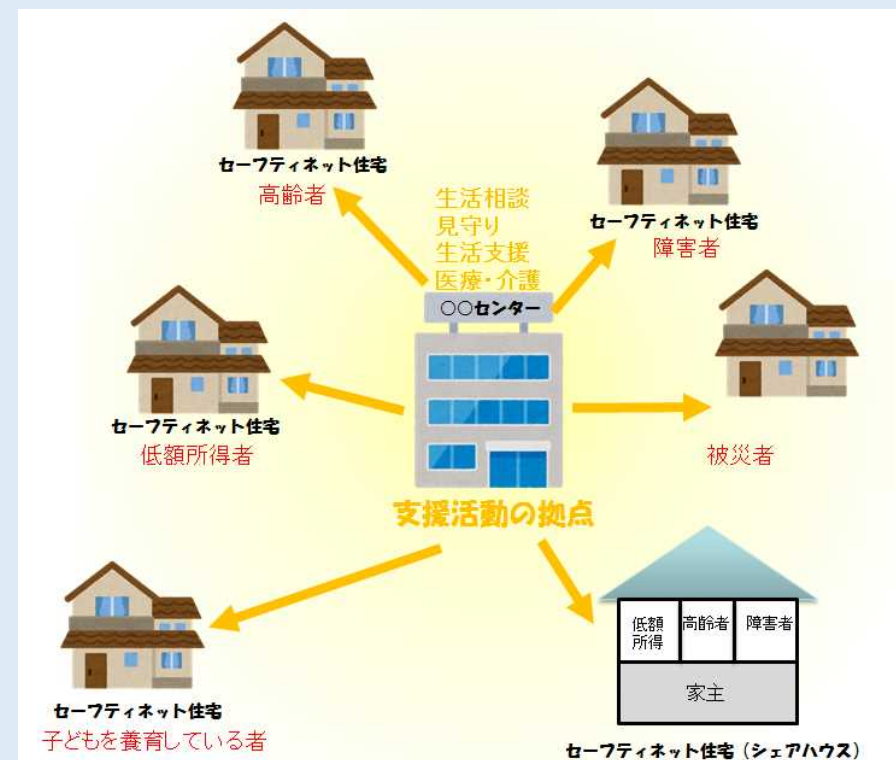 セーフティネット住宅
高齢者
生活相談
見守り
生活支援
医療・介護
○○センター
セーフティネット住宅
障害者
セーフティネット住宅
低額所得者
被災者
支援活動の拠点
セーフティネット住宅
子どもを養育している者
低額
所得
高齢者
障害者
家主
セーフティネット住宅（シェアハウス）